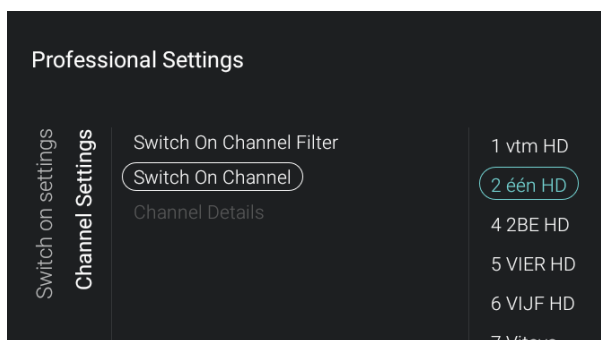 Professional Settings
Switch on settings
Channel Settings
Switch On Channel Filter
Switch On Channel
Channel Details
1 vtm HD
2 één HD
4 2BE HD
5 VIER HD
6 VIJF HD